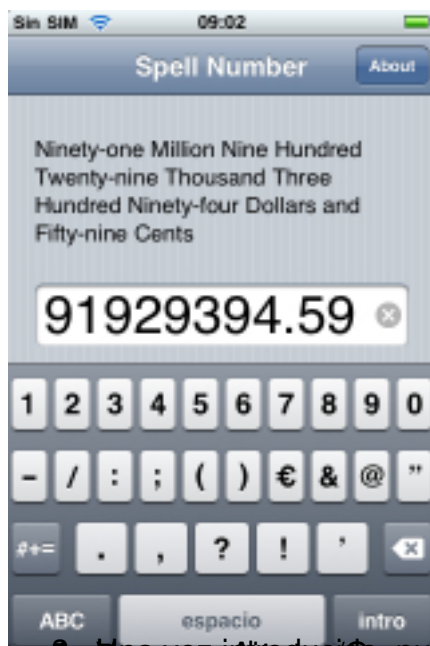 Sin SIM 09:02
Spell Number About
Ninety-one Million Nine Hundred
Twenty-nine Thousand Three
Hundred Ninety-four Dollars and
Fifty-nine Cents
91929394.59
1 2 3 4 5 6 7 8 9 0
- / : ; ( ) € & @ "
#+= . , ? ! '
ABC espacio intro